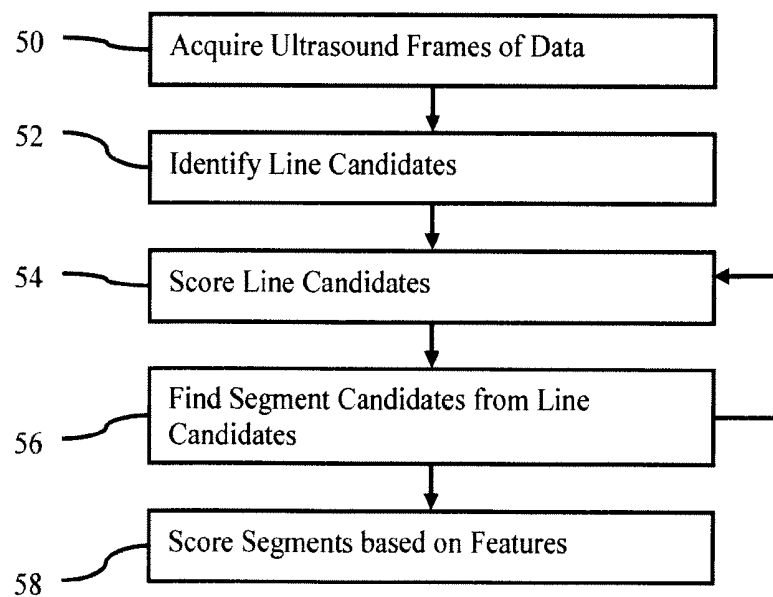 50
Acquire Ultrasound Frames of Data
52
Identify Line Candidates
54
Score Line Candidates
56
Find Segment Candidates from Line
Candidates
58
Score Segments based on Features